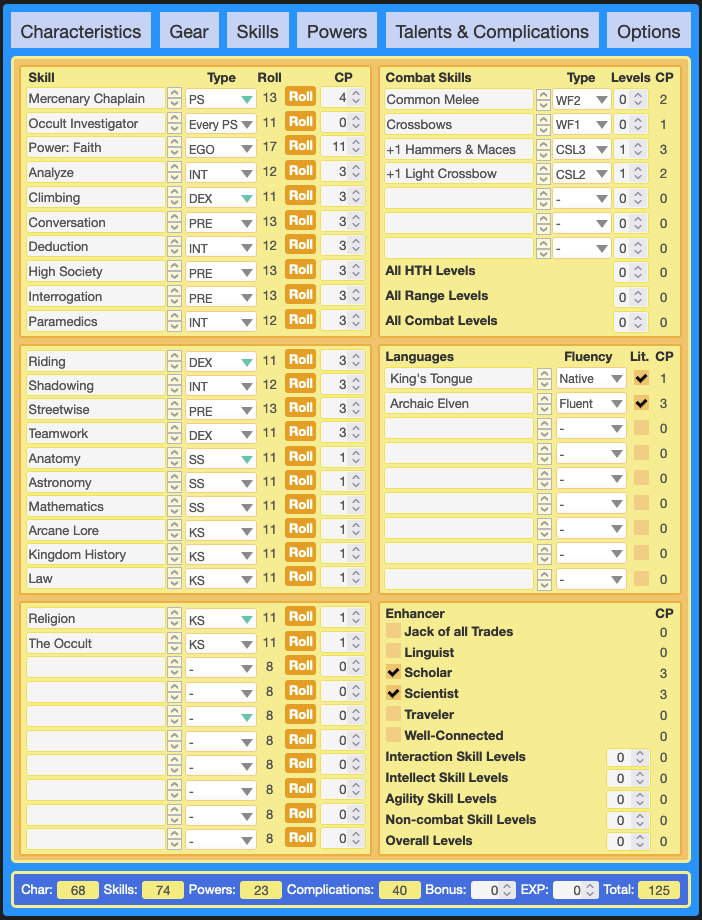 Characteristics Gear Skills Powers Talents & Complications Options
Skill Type Roll CP
Mercenary Chaplain PS 13 Roll 4
Occult Investigator Every PS 11 Roll 0
Power: Faith EGO 17 Roll 11
Analyze INT 12 Roll 3
Climbing DEX 11 Roll 3
Conversation PRE 13 Roll 3
Deduction INT 12 Roll 3
High Society PRE 13 Roll 3
Interrogation PRE 13 Roll 3
Paramedics INT 12 Roll 3
Combat Skills Type Levels CP
Common Melee WF2 0 2
Crossbows WF1 0 1
+1 Hammers & Maces CSL3 1 3
+1 Light Crossbow CSL2 1 2
- 0 0
- 0 0
- 0 0
All HTH Levels 0 0
All Range Levels 0 0
All Combat Levels 0 0
Riding DEX 11 Roll 3
Shadowing INT 12 Roll 3
Streetwise PRE 13 Roll 3
Teamwork DEX 11 Roll 3
Anatomy SS 11 Roll 1
Astronomy SS 11 Roll 1
Mathematics SS 11 Roll 1
Arcane Lore KS 11 Roll 1
Kingdom History KS 11 Roll 1
Law KS 11 Roll 1
Languages Fluency Lit. CP
King's Tongue Native 1
Archaic Elven Fluent 3
- 0
- 0
- 0
- 0
- 0
- 0
- 0
Religion KS 11 Roll 1
The Occult KS 11 Roll 1
- 8 Roll 0
- 8 Roll 0
- 8 Roll 0
- 8 Roll 0
- 8 Roll 0
- 8 Roll 0
- 8 Roll 0
- 8 Roll 0
Enhancer CP
Jack of all Trades 0
Linguist 0
Scholar 3
Scientist 3
Traveler 0
Well-Connected 0
Interaction Skill Levels 0 0
Intellect Skill Levels 0 0
Agility Skill Levels 0 0
Non-combat Skill Levels 0 0
Overall Levels 0 0
Char: 68 Skills: 74 Powers: 23 Complications: 40 Bonus: 0 EXP: 0 Total: 125